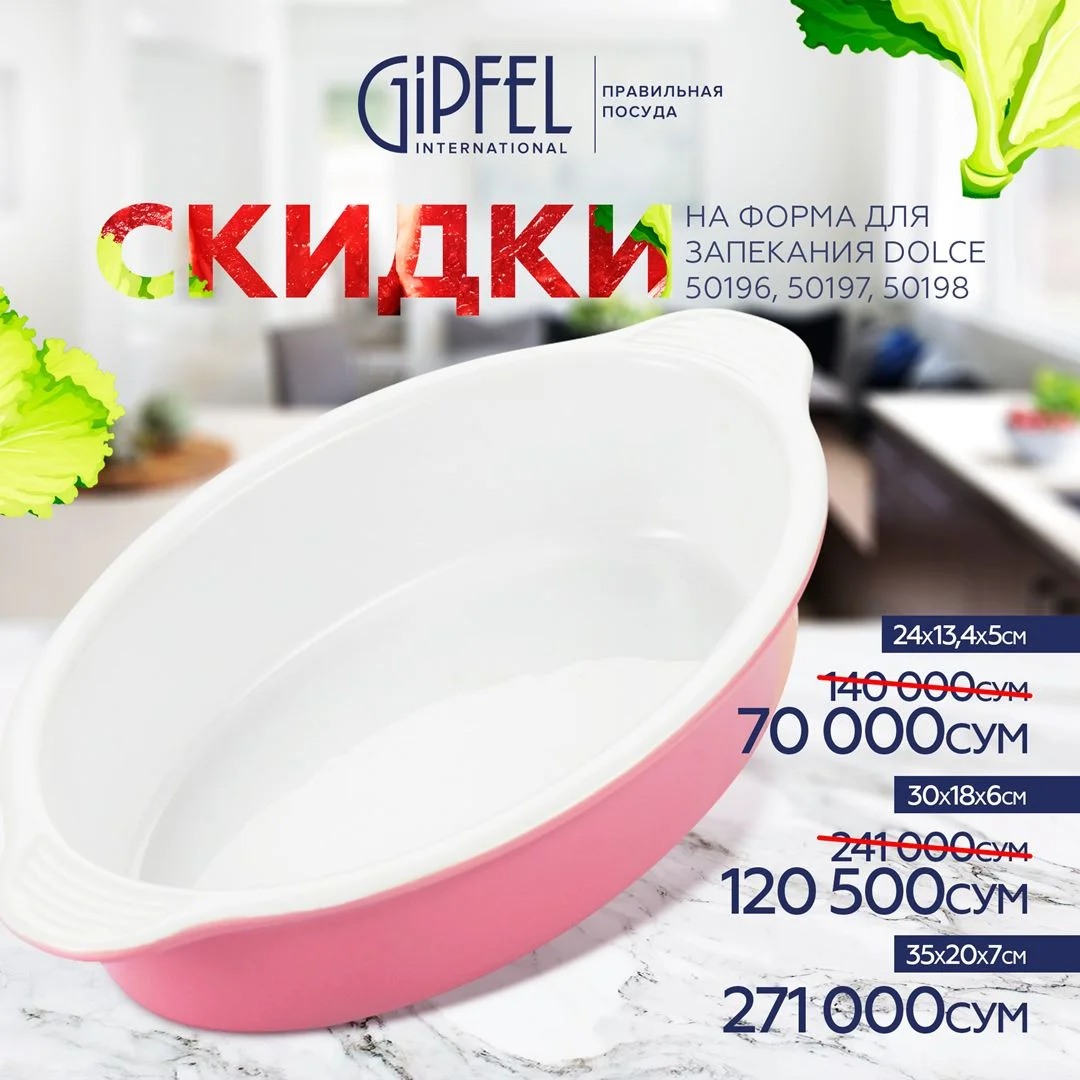 GIPFEL
INTERNATIONAL
ПРАВИЛЬНАЯ
ПОСУДА
СКИДКИ
НА ФОРМА ДЛЯ
ЗАПЕКАНИЯ DOLCE
50196, 50197, 50198
24x13,4x5см
140 000сум
70 000сум
30x18x6см
241 000сум
120 500сум
35x20x7см
271 000сум